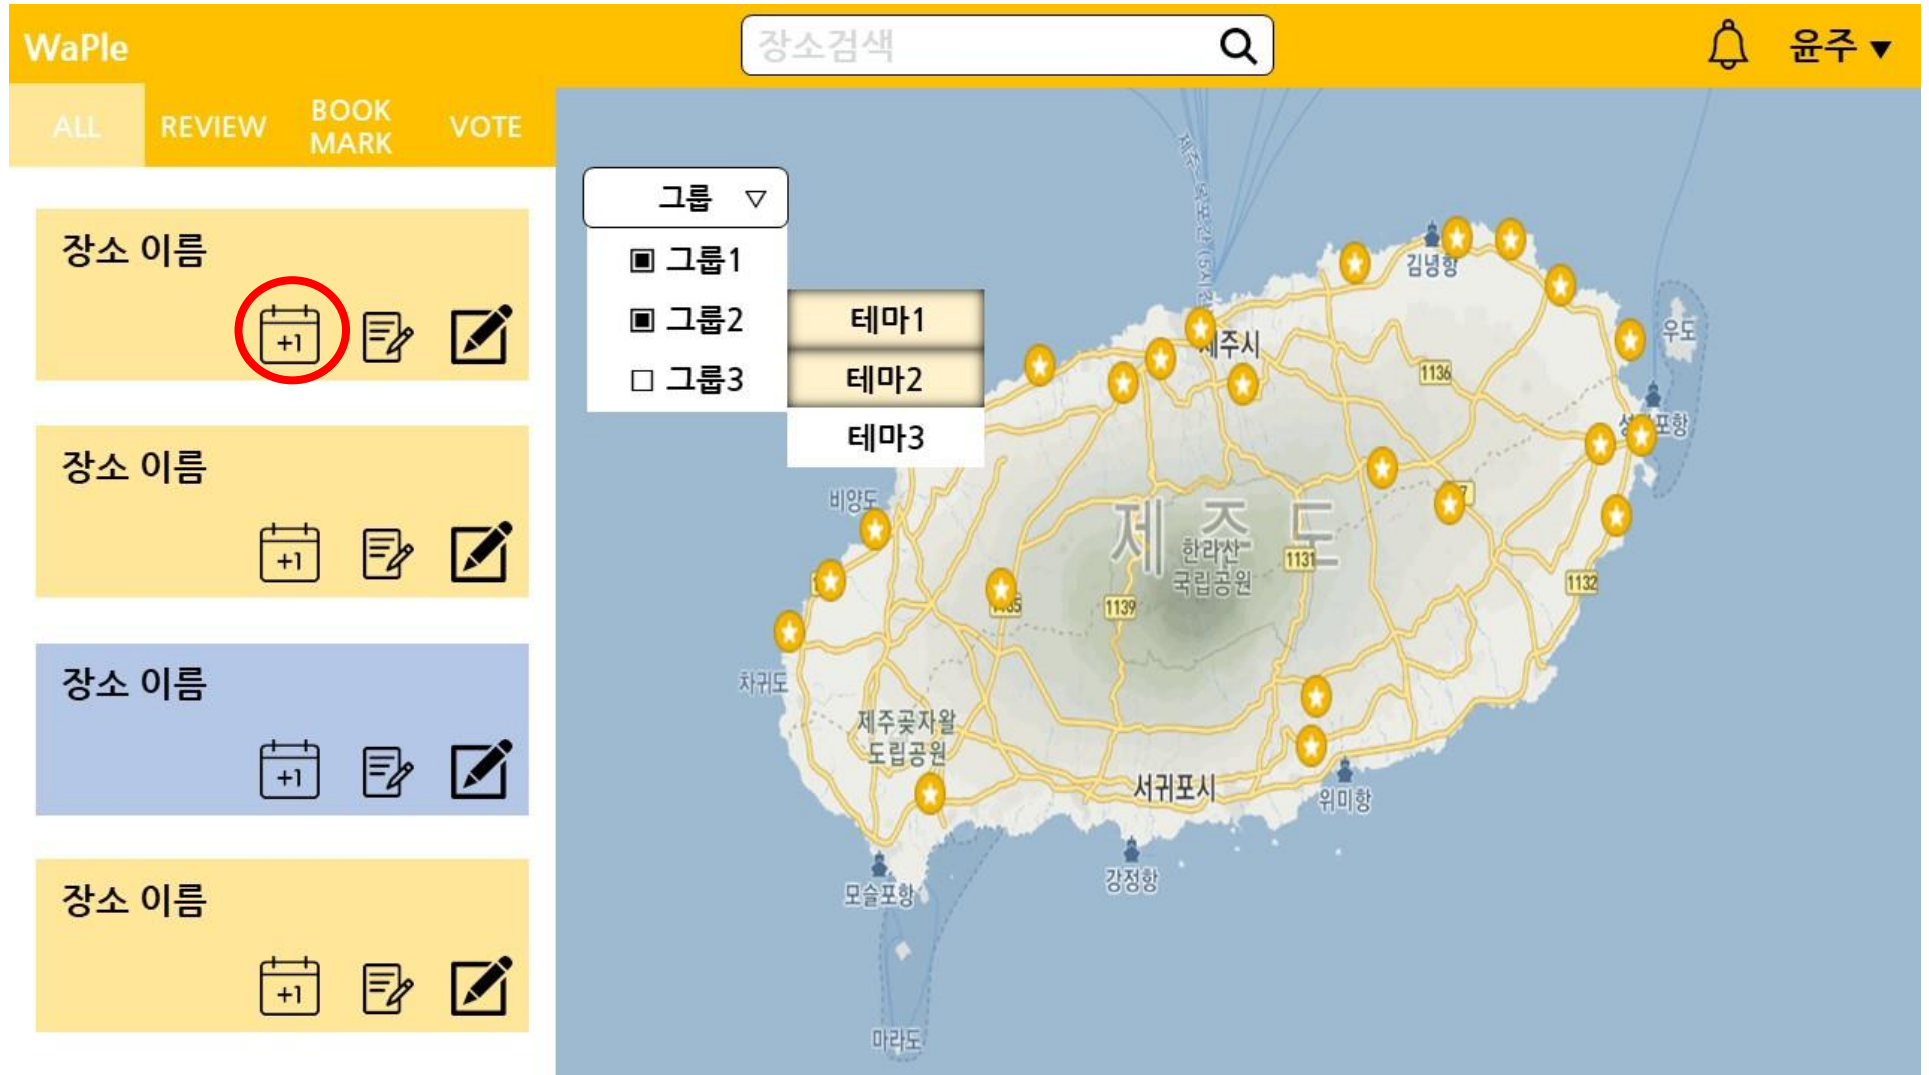 WaPle
장소검색
윤주 ▼
ALL
REVIEW
BOOK
MARK
VOTE
장소 이름
+1
장소 이름
+1
장소 이름
+1
장소 이름
+1
그룹 ▽
▣ 그룹1
▣ 그룹2
□ 그룹3
테마1
테마2
테마3
김녕항
우도
제주시
1136
비양도
제주도
한라산
국립공원
1131
1132
1139
차귀도
제주곶자왈
도립공원
서귀포시
위미항
강정항
모슬포항
마라도